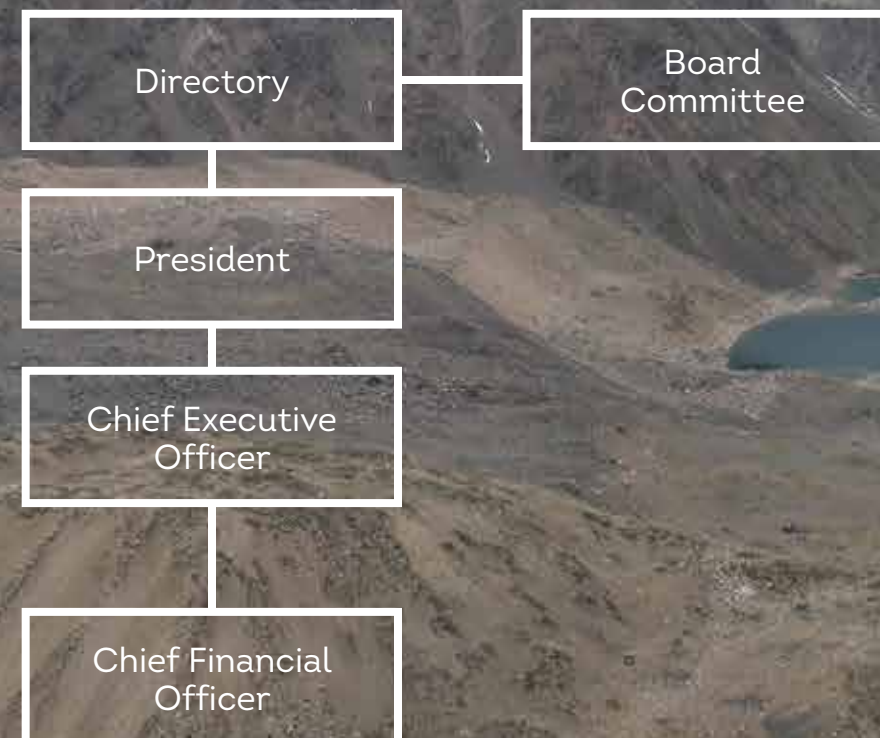 Directory
Board
Committee
President
Chief Executive
Officer
Chief Financial
Officer